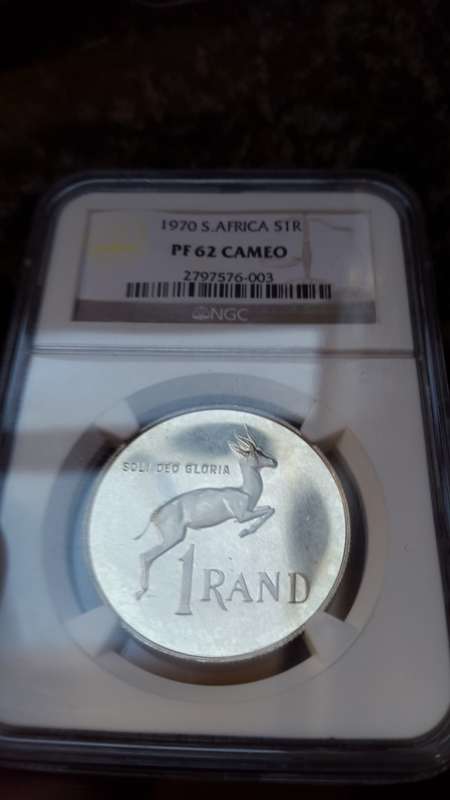 1970 S.AFRICA S1R
PF 62 CAMEO
2797576-003
NGC
SOLI DEO GLORIA
1 RAND